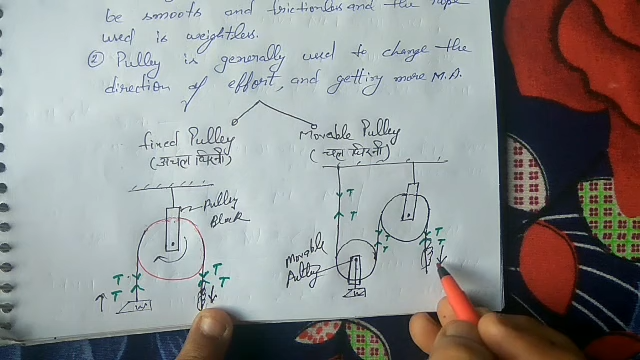 be smooth and frictionless and the rope
used is weightless.
② Pulley is generally used to change the
direction of effort, and getting more M.A.
fixed Pulley
(अचल घिरनी)
Movable Pulley
(चल घिरनी)
Pulley
Block
Movable
Pulley
T
T
T
T
T
T
T
T
T
T
W
W